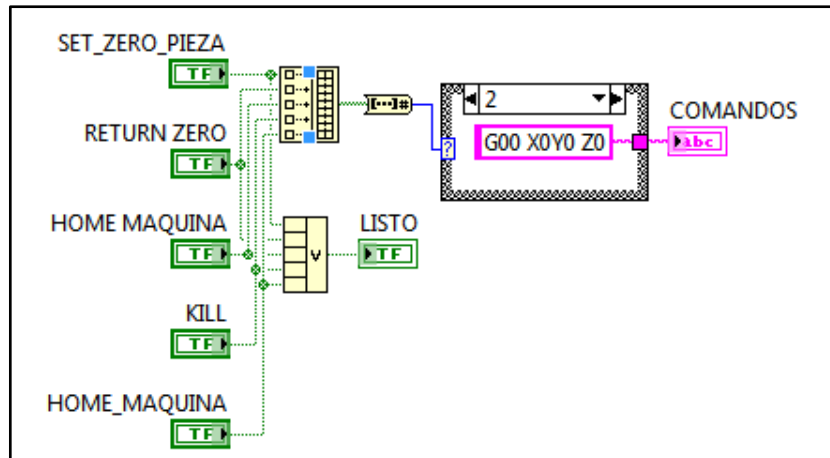 SET_ZERO_PIEZA
TF
RETURN ZERO
TF
HOME MAQUINA
TF
KILL
TF
HOME_MAQUINA
TF
[...]#
2
?
G00 X0Y0 Z0
COMANDOS
abc
V
LISTO
TF